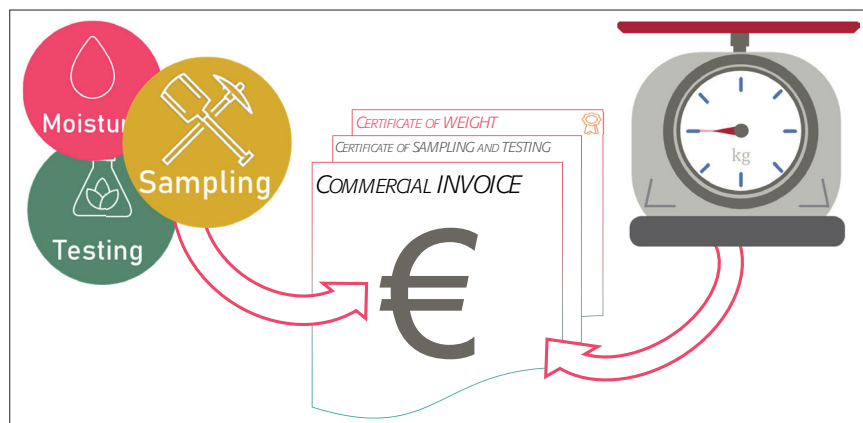 Moistur
Sampling
Testing
CERTIFICATE OF WEIGHT
CERTIFICATE OF SAMPLING AND TESTING
COMMERCIAL INVOICE
€
kg